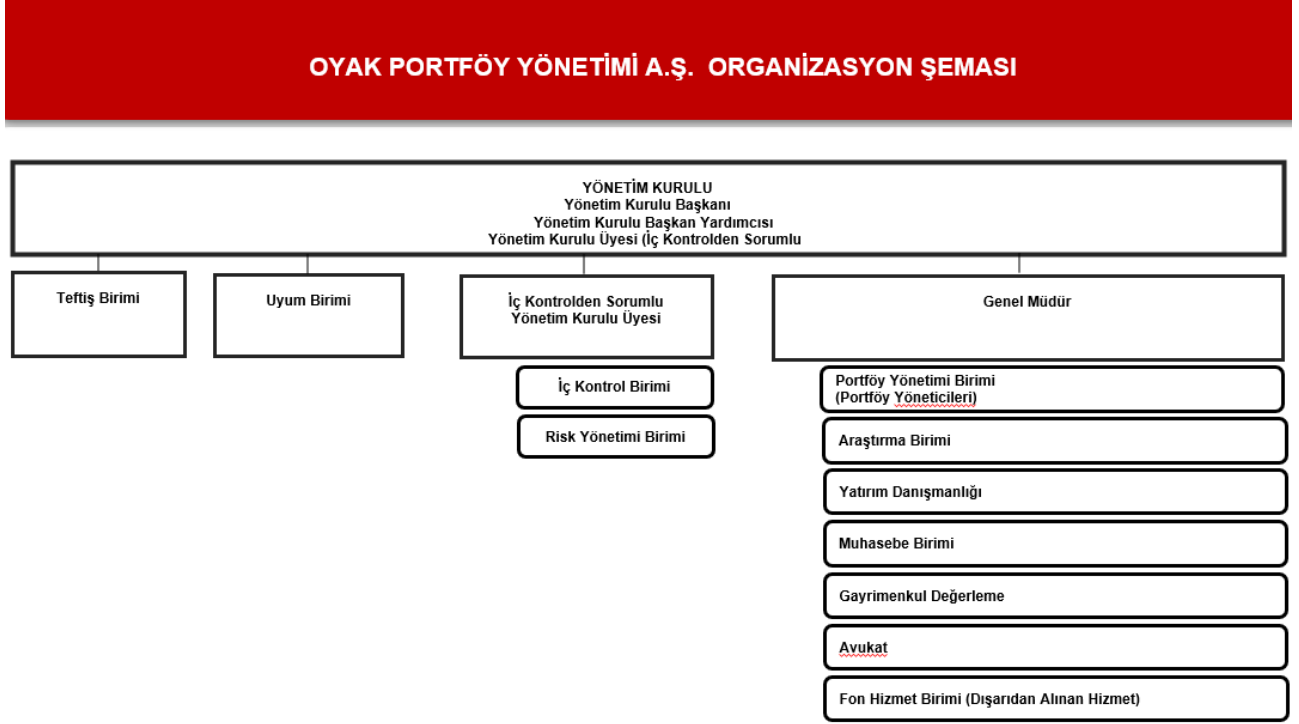 OYAK PORTFÖY YÖNETİMİ A.Ş. ORGANİZASYON ŞEMASI
YÖNETİM KURULU
Yönetim Kurulu Başkanı
Yönetim Kurulu Başkan Yardımcısı
Yönetim Kurulu Üyesi (İç Kontrolden Sorumlu
Teftiş Birimi
Uyum Birimi
İç Kontrolden Sorumlu
Yönetim Kurulu Üyesi
Genel Müdür
İç Kontrol Birimi
Risk Yönetimi Birimi
Portföy Yönetimi Birimi
(Portföy Yöneticileri)
Araştırma Birimi
Yatırım Danışmanlığı
Muhasebe Birimi
Gayrimenkul Değerleme
Avukat
Fon Hizmet Birimi (Dışarıdan Alınan Hizmet)